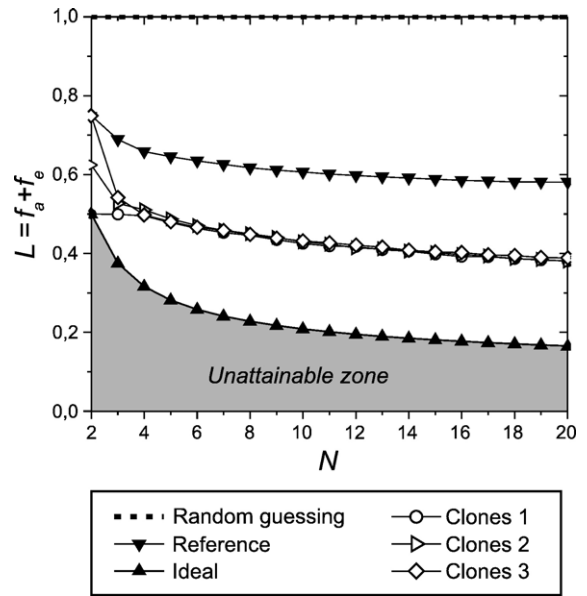 1,0
0,8
0,6
0,4
0,2
0,0
L = fa + fe
Unattainable zone
2 4 6 8 10 12 14 16 18 20
N
Random guessing
Reference
Ideal
Clones 1
Clones 2
Clones 3